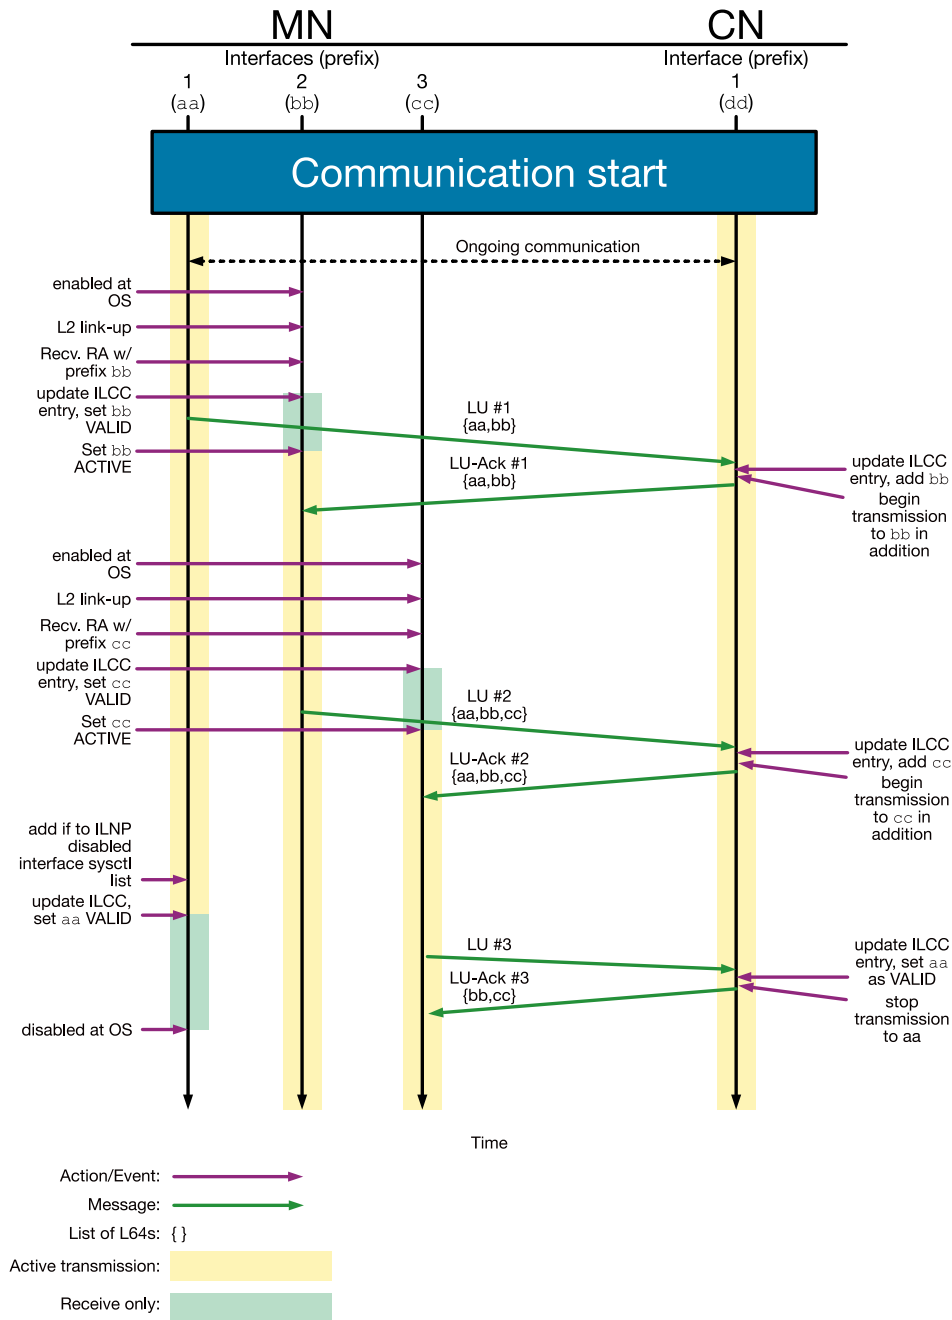 MN CN
Interfaces (prefix) Interface (prefix)
1 2 3 1
(aa) (bb) (cc) (dd)
Communication start
Ongoing communication
enabled at
OS
L2 link-up
Recv. RA w/
prefix bb
update ILCC
entry, set bb
VALID
LU #1
{aa,bb}
Set bb
ACTIVE
LU-Ack #1
{aa,bb}
update ILCC
entry, add bb
begin
transmission
to bb in
addition
enabled at
OS
L2 link-up
Recv. RA w/
prefix cc
update ILCC
entry, set cc
VALID
LU #2
{aa,bb,cc}
Set cc
ACTIVE
LU-Ack #2
{aa,bb,cc}
update ILCC
entry, add cc
begin
transmission
to cc in
addition
add if to ILNP
disabled
interface sysctl
list
update ILCC,
set aa VALID
LU #3
LU-Ack #3
{bb,cc}
update ILCC
entry, set aa
as VALID
stop
transmission
to aa
disabled at OS
Time
Action/Event:
Message:
List of L64s: { }
Active transmission:
Receive only: